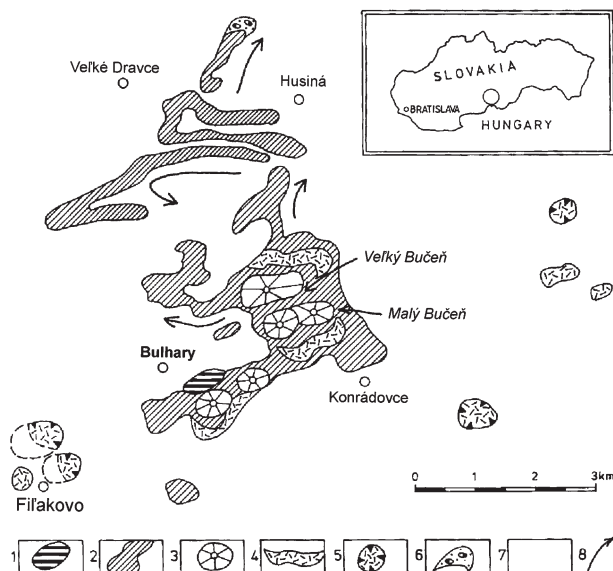 Veľké Dravce
Husiná
SLOVAKIA
BRATISLAVA
HUNGARY
Veľký Bučeň
Malý Bučeň
Bulhary
Konrádovce
Fiľakovo
0 1 2 3km
1 2 3 4 5 6 7 8